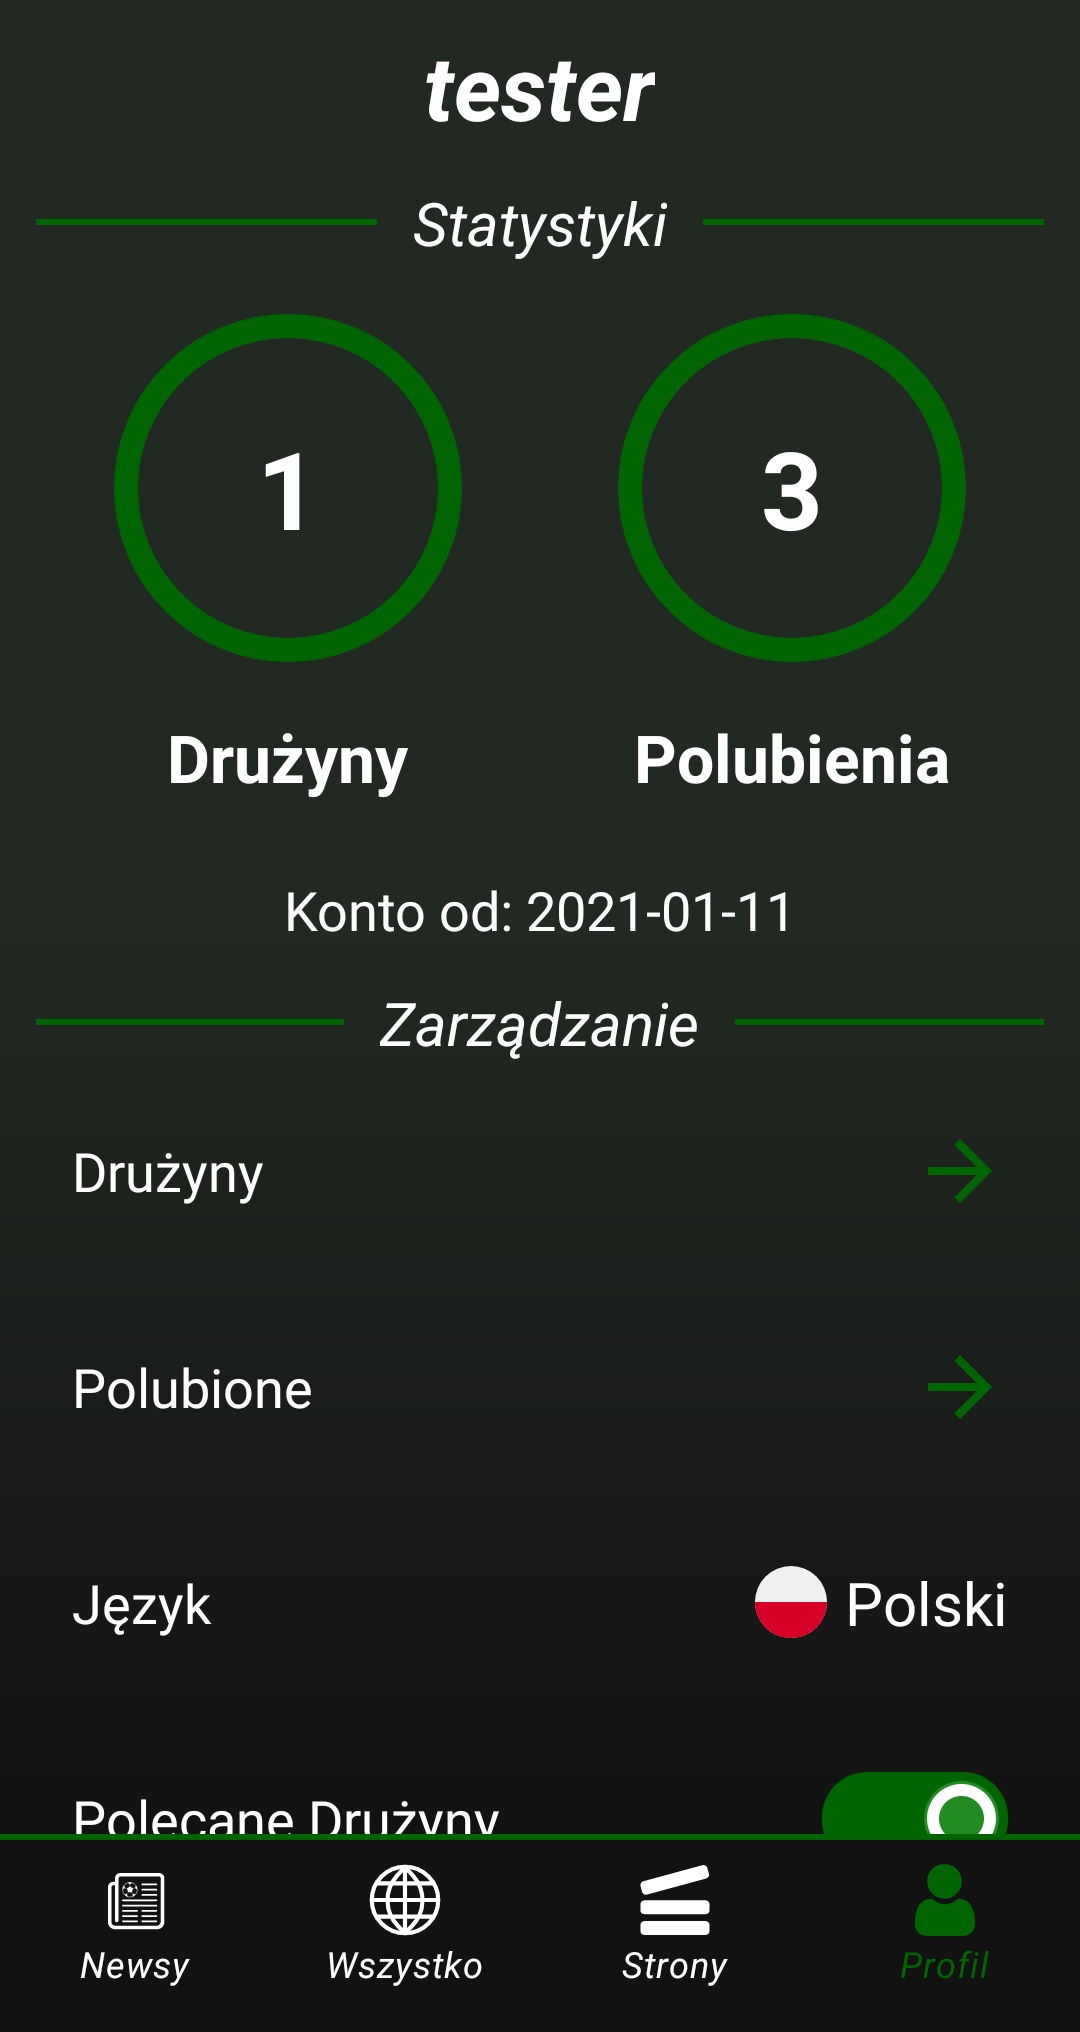 tester
Statystyki
1 3
Drużyny Polubienia
Konto od: 2021-01-11
Zarządzanie
Drużyny
Polubione
Język Polski
Polecane Drużyny
Newsy Wszystko Strony Profil